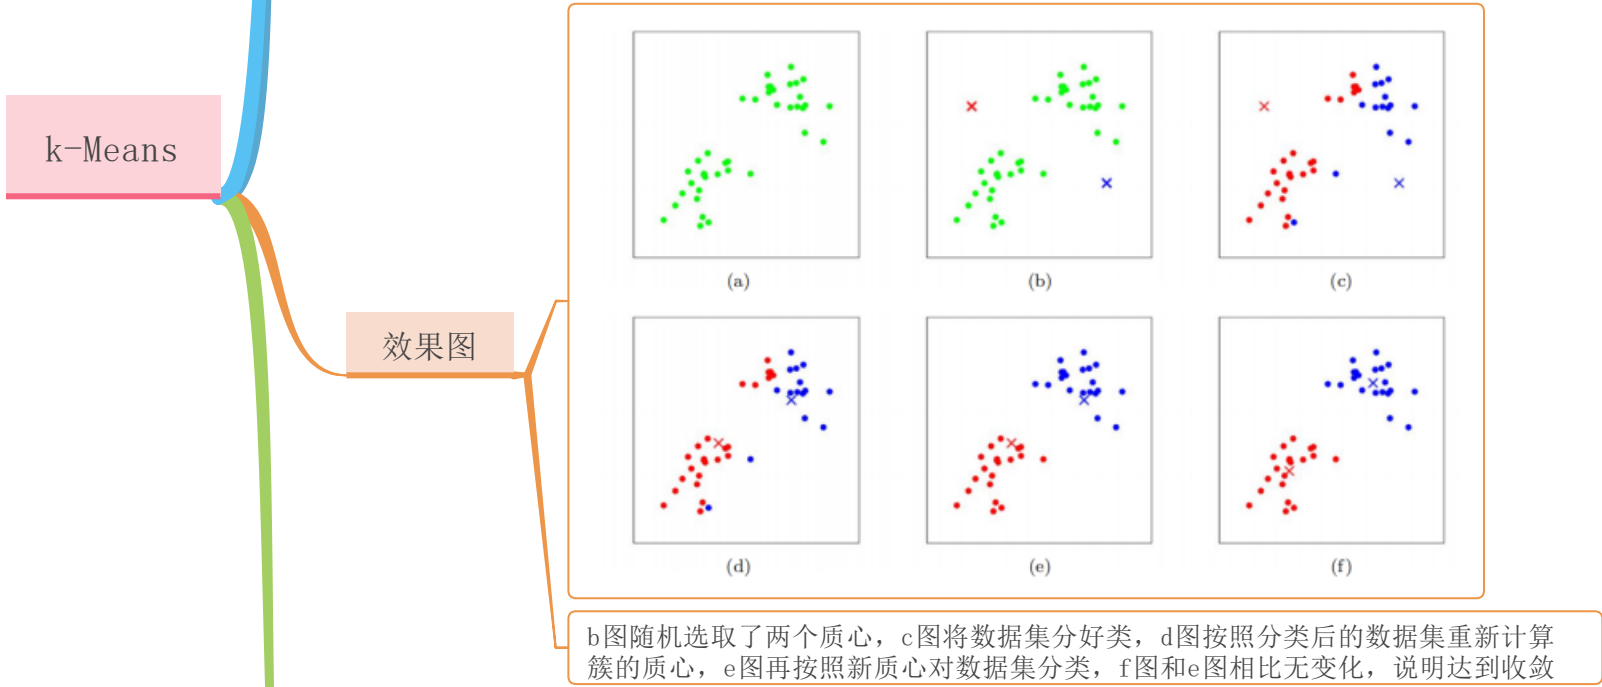 k-Means
效果图
(a)
(b)
(c)
(d)
(e)
(f)
b图随机选取了两个质心，c图将数据集分好类，d图按照分类后的数据集重新计算
簇的质心，e图再按照新质心对数据集分类，f图和e图相比无变化，说明达到收敛